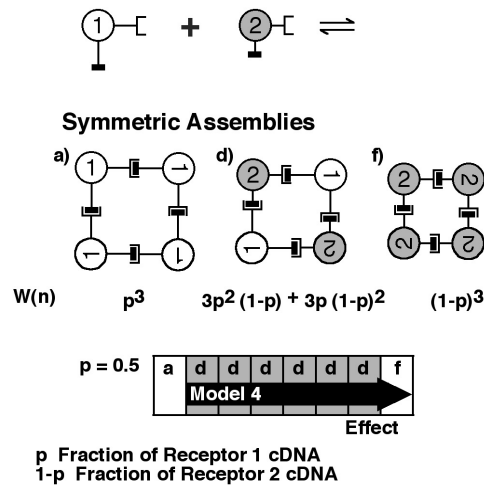 1 + 2 ⇌
Symmetric Assemblies
a) d) f)
1 1 2 1 2 2
1 1 1 2 2 2
W(n) p³ 3p² (1-p) + 3p (1-p)² (1-p)³
p = 0.5 a d d d d d d f
Model 4
Effect
p Fraction of Receptor 1 cDNA
1-p Fraction of Receptor 2 cDNA